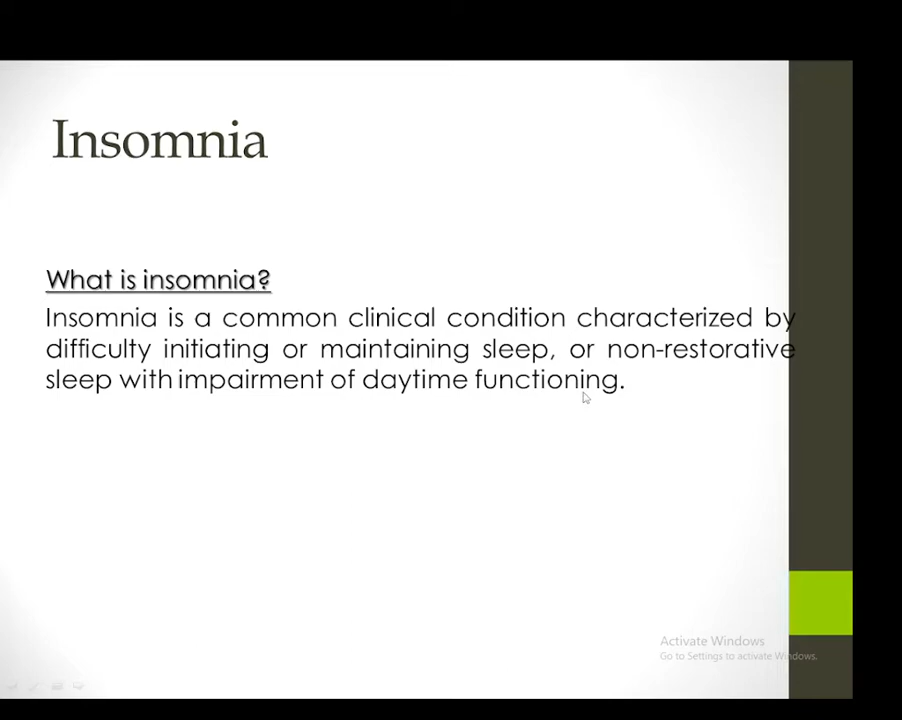 Insomnia
What is insomnia?
Insomnia is a common clinical condition characterized by
difficulty initiating or maintaining sleep, or non-restorative
sleep with impairment of daytime functioning.
Activate Windows
Go to Settings to activate Windows.